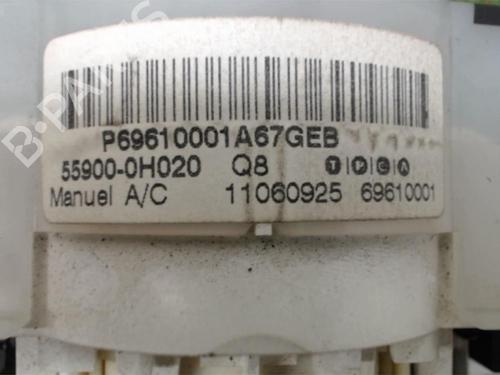 B-PARTS
P69610001A67GEB
55900-0H020 Q8 T P C A
Manuel A/C 11060925 69610001